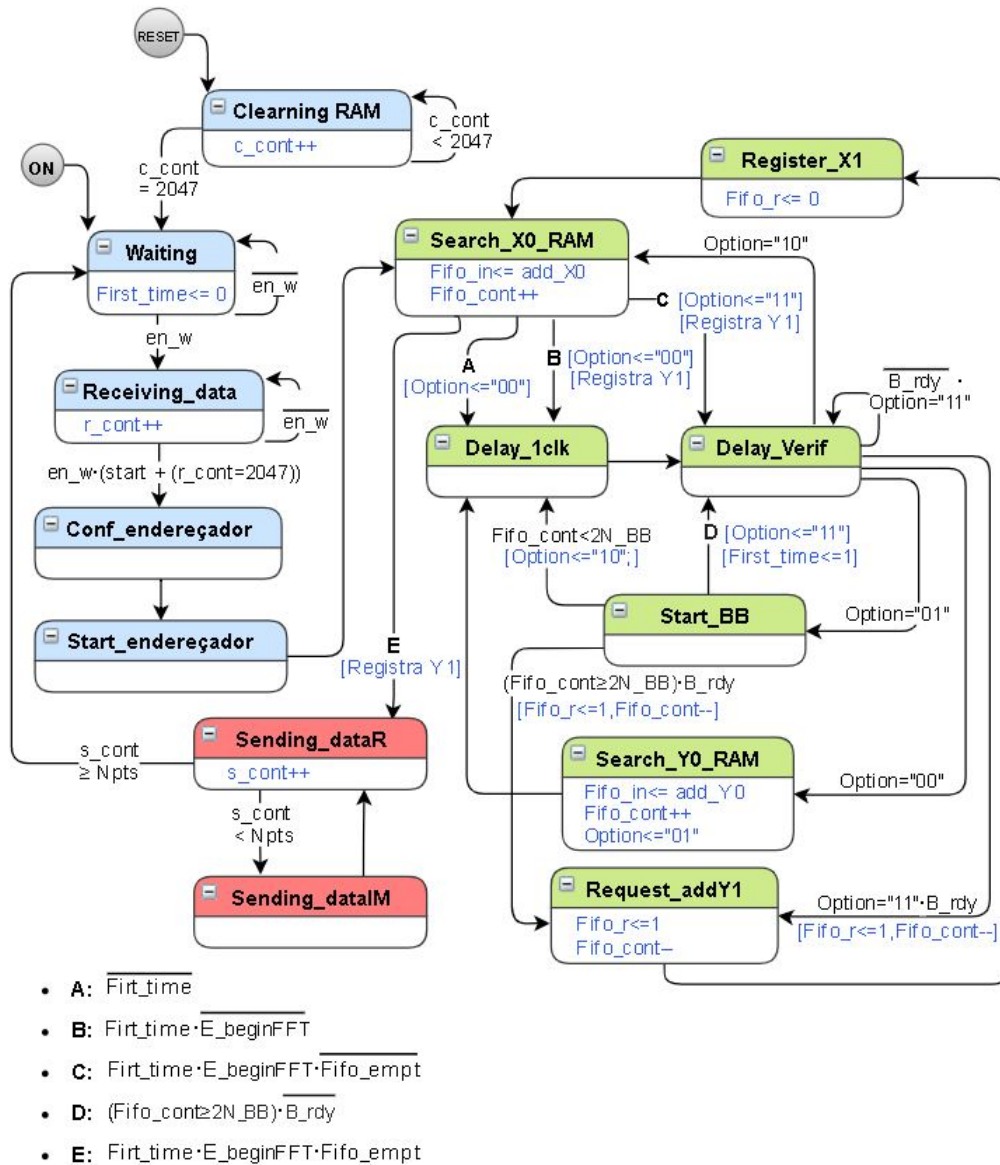 RESET
Clearning RAM
c_cont++
c_cont
< 2047
ON
c_cont
= 2047
Waiting
First_time<= 0
en_w
en_w
Receiving_data
r_cont++
en_w
en_w·(start + (r_cont=2047))
Conf_endereçador
Start_endereçador
Register_X1
Fifo_r<= 0
Search_X0_RAM
Fifo_in<= add_X0
Fifo_cont++
Option="10"
C [Option<="11"]
[Registra Y1]
A
[Option<="00"]
B [Option<="00"]
[Registra Y1]
B_rdy ·
Option="11"
Delay_1clk
Delay_Verif
Fifo_cont<2N_BB
[Option<="10";]
D [Option<="11"]
[First_time<=1]
Start_BB
Option="01"
E
[Registra Y1]
(Fifo_cont≥2N_BB)·B_rdy
[Fifo_r<=1,Fifo_cont--]
Sending_dataR
s_cont++
s_cont
≥ Npts
s_cont
< Npts
Sending_dataIM
Search_Y0_RAM
Fifo_in<= add_Y0
Fifo_cont++
Option<="01"
Option="00"
Request_addY1
Fifo_r<=1
Fifo_cont--
Option="11"·B_rdy
[Fifo_r<=1,Fifo_cont--]
• A: Firt_time
• B: Firt_time·E_beginFFT
• C: Firt_time·E_beginFFT·Fifo_empt
• D: (Fifo_cont≥2N_BB)·B_rdy
• E: Firt_time·E_beginFFT·Fifo_empt